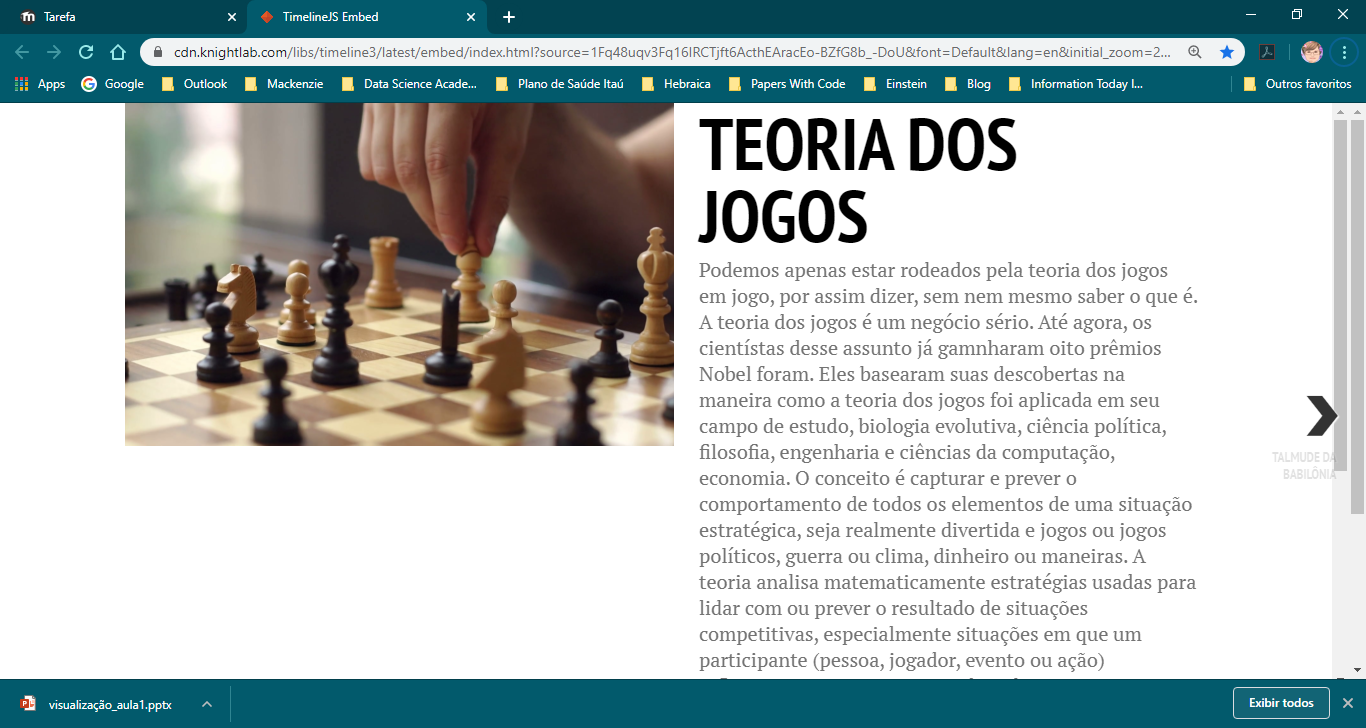 Tarefa
TimelineJS Embed
cdn.knightlab.com/libs/timeline3/latest/embed/index.html?source=1Fq48uqv3Fq16lRCTjft6ActhEAracEo-BZfG8b_-DoU&font=Default&lang=en&initial_zoom=2...
Apps
Google
Outlook
Mackenzie
Data Science Acade...
Plano de Saúde Itaú
Hebraica
Papers With Code
Einstein
Blog
Information Today I...
Outros favoritos
TEORIA DOS
JOGOS
Podemos apenas estar rodeados pela teoria dos jogos
em jogo, por assim dizer, sem nem mesmo saber o que é.
A teoria dos jogos é um negócio sério. Até agora, os
cientístas desse assunto já gamnharam oito prêmios
Nobel foram. Eles basearam suas descobertas na
maneira como a teoria dos jogos foi aplicada em seu
campo de estudo, biologia evolutiva, ciência política,
filosofia, engenharia e ciências da computação,
economia. O conceito é capturar e prever o
comportamento de todos os elementos de uma situação
estratégica, seja realmente divertida e jogos ou jogos
políticos, guerra ou clima, dinheiro ou maneiras. A
teoria analisa matematicamente estratégias usadas para
lidar com ou prever o resultado de situações
competitivas, especialmente situações em que um
participante (pessoa, jogador, evento ou ação)
TALMUDE DA
BABILÔNIA
visualização_aula1.pptx
Exibir todos